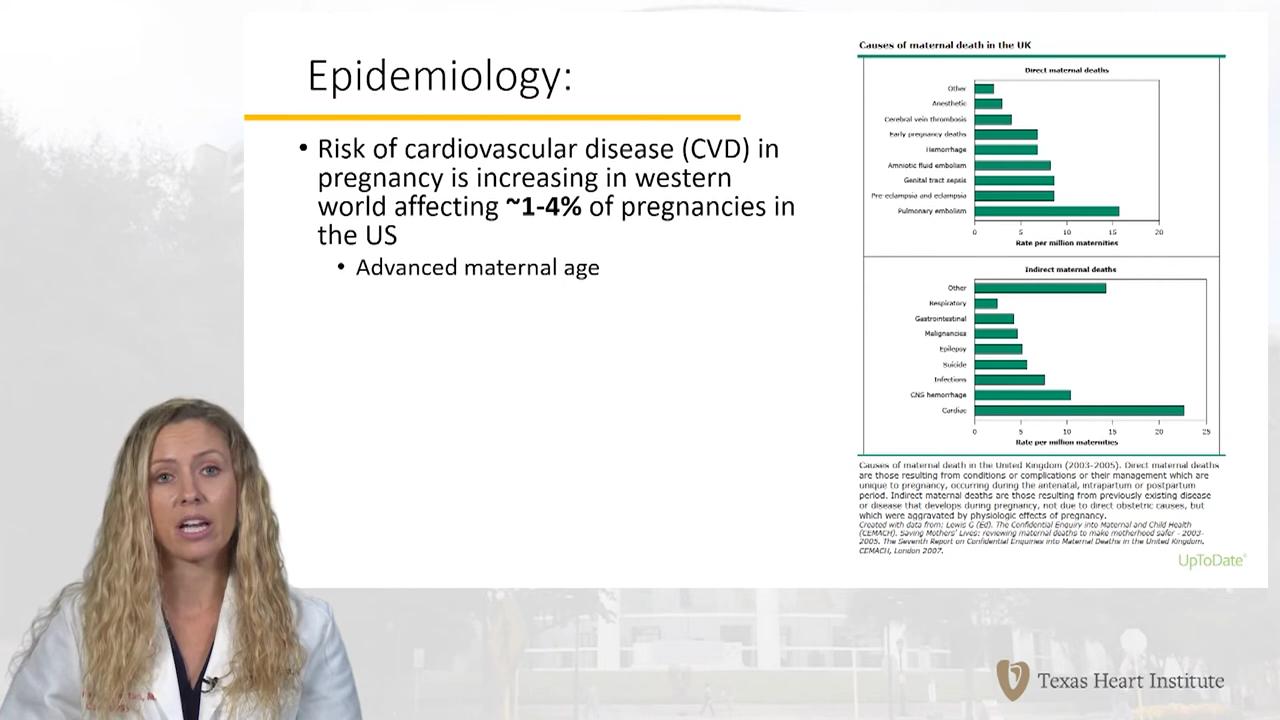 Epidemiology:
• Risk of cardiovascular disease (CVD) in
pregnancy is increasing in western
world affecting ~1-4% of pregnancies in
the US
• Advanced maternal age
Causes of maternal death in the UK
Direct maternal deaths
Other
Anesthetic
Cerebral vein thrombosis
Early pregnancy deaths
Hemorrhage
Amniotic fluid embolism
Genital tract sepsis
Pre-eclampsia and eclampsia
Pulmonary embolism
0 5 10 15 20
Rate per million maternities
Indirect maternal deaths
Other
Respiratory
Gastrointestinal
Malignancies
Epilepsy
Suicide
Infections
CNS hemorrhage
Cardiac
0 5 10 15 20 25
Rate per million maternities
Causes of maternal death in the United Kingdom (2003-2005). Direct maternal deaths
are those resulting from conditions or complications or their management which are
unique to pregnancy, occurring during the antenatal, intrapartum or postpartum
period. Indirect maternal deaths are those resulting from previously existing disease
or disease that develops during pregnancy, not due to direct obstetric causes, but
which were aggravated by physiologic effects of pregnancy.
Created with data from: Lewis G (Ed). The Confidential Enquiry into Maternal and Child Health
(CEMACH). Saving Mothers' Lives: reviewing maternal deaths to make motherhood safer - 2003-
2005. The Seventh Report on Confidential Enquiries into Maternal Deaths in the United Kingdom.
CEMACH, London 2007.
UpToDate®
Texas Heart Institute